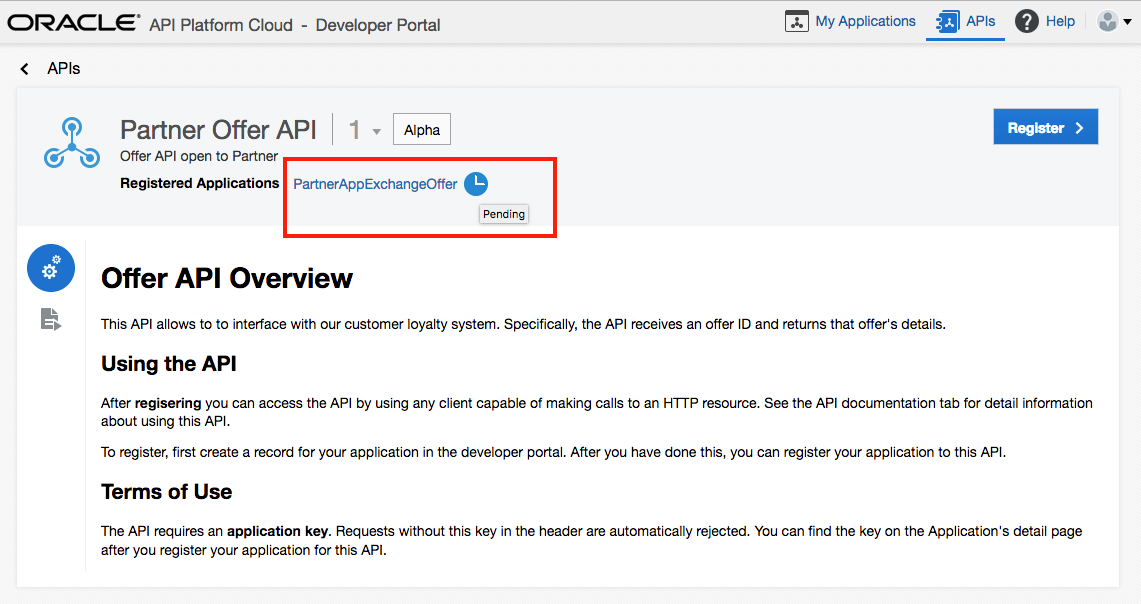 ORACLE® API Platform Cloud - Developer Portal
My Applications
APIs
Help
APIs
Partner Offer API
1
Alpha
Register
Offer API open to Partner
Registered Applications
PartnerAppExchangeOffer
Pending
Offer API Overview
This API allows to to interface with our customer loyalty system. Specifically, the API receives an offer ID and returns that offer's details.
Using the API
After regisering you can access the API by using any client capable of making calls to an HTTP resource. See the API documentation tab for detail information
about using this API.
To register, first create a record for your application in the developer portal. After you have done this, you can register your application to this API.
Terms of Use
The API requires an application key. Requests without this key in the header are automatically rejected. You can find the key on the Application's detail page
after you register your application for this API.